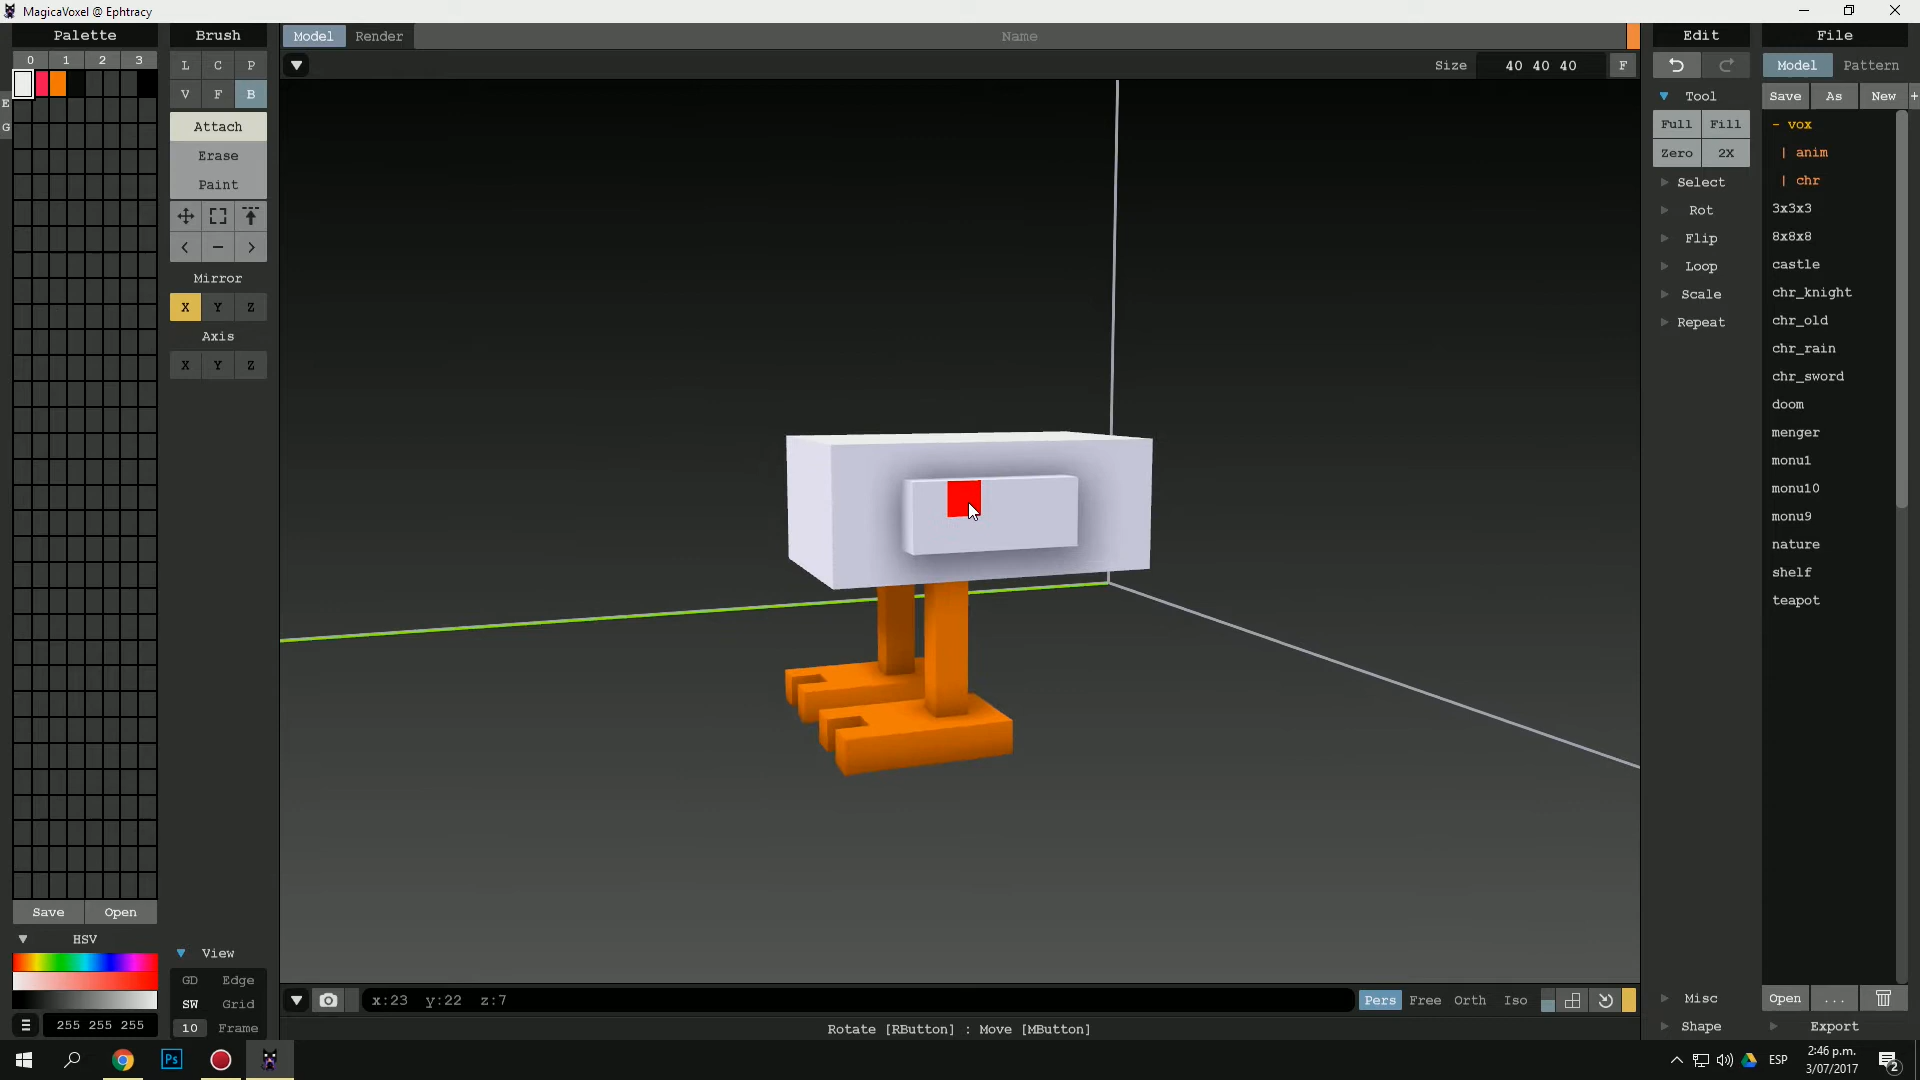 MagicaVoxel @ Ephtracy
Palette
Brush
Model Render
Name
Edit
File
0 1 2 3
L C P
Size 40 40 40 F
Model Pattern
V F B
Tool
Save As New +
E
G
Attach
Full Fill
- vox
Erase
Zero 2X
| anim
Paint
Select
| chr
Rot
3x3x3
< - >
Flip
8x8x8
Mirror
Loop
castle
X Y Z
Scale
chr_knight
Axis
Repeat
chr_old
X Y Z
chr_rain
chr_sword
doom
menger
monu1
monu10
monu9
nature
shelf
teapot
Save Open
HSV
View
GD Edge
SW Grid
255 255 255
10 Frame
x:23 y:22 z:7
Pers Free Orth Iso
Misc
Open ...
Rotate [RButton] : Move [MButton]
Shape
Export
Ps
ESP
2:46 p.m.
3/07/2017
2